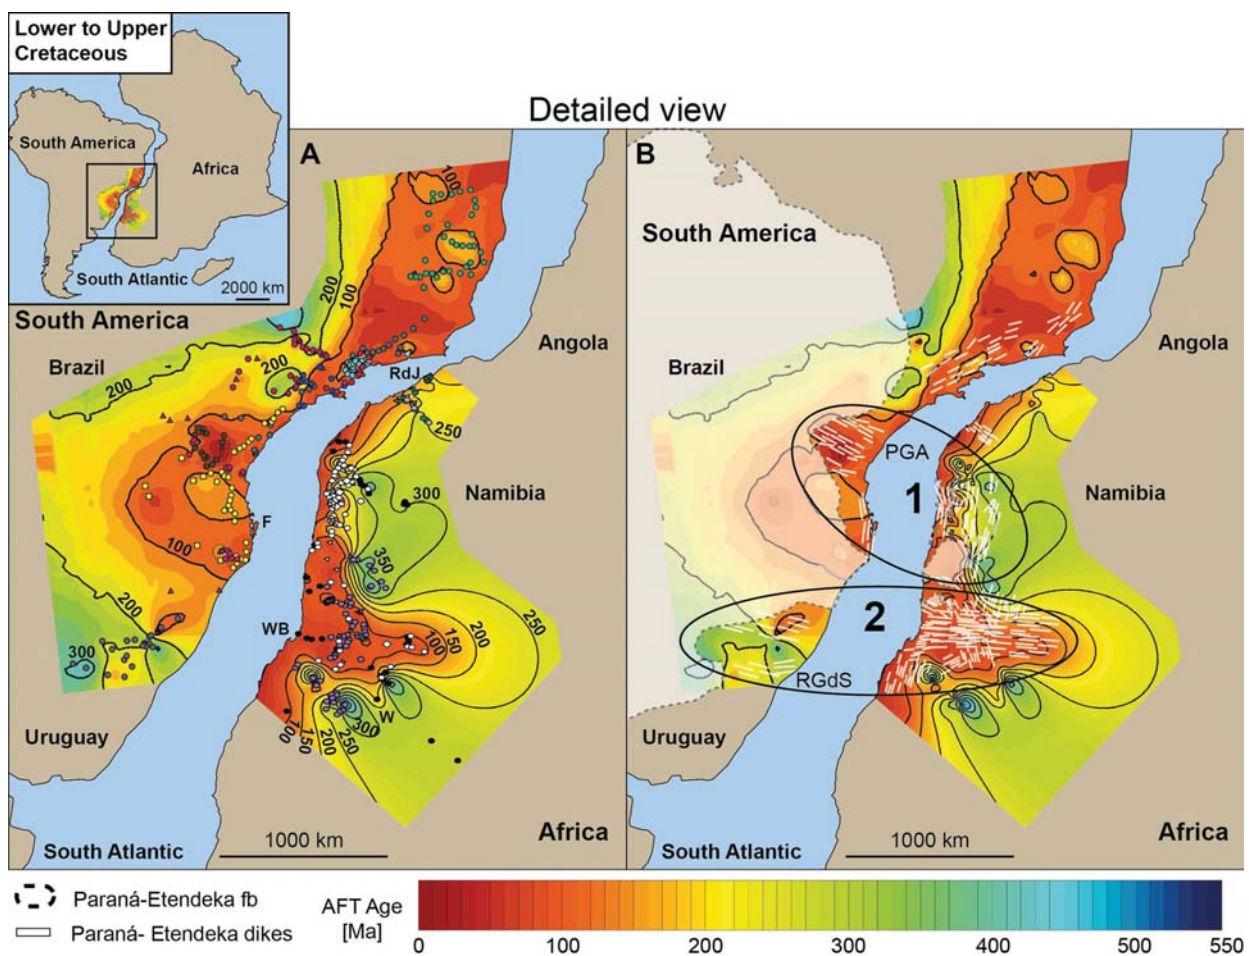 Lower to Upper
Cretaceous
South America
Africa
South Atlantic
2000 km
Detailed view
A
100
200
100
South America
Brazil
200
200
RdJ
Angola
250
300
Namibia
F
100
350
200
300
WB
100
150
200
250
W
300
100
150
200
250
Uruguay
1000 km
Africa
South Atlantic
B
South America
Angola
Brazil
PGA
1
Namibia
2
RGdS
Uruguay
1000 km
Africa
South Atlantic
Paraná-Etendeka fb
Paraná- Etendeka dikes
AFT Age
[Ma]
0 100 200 300 400 500 550